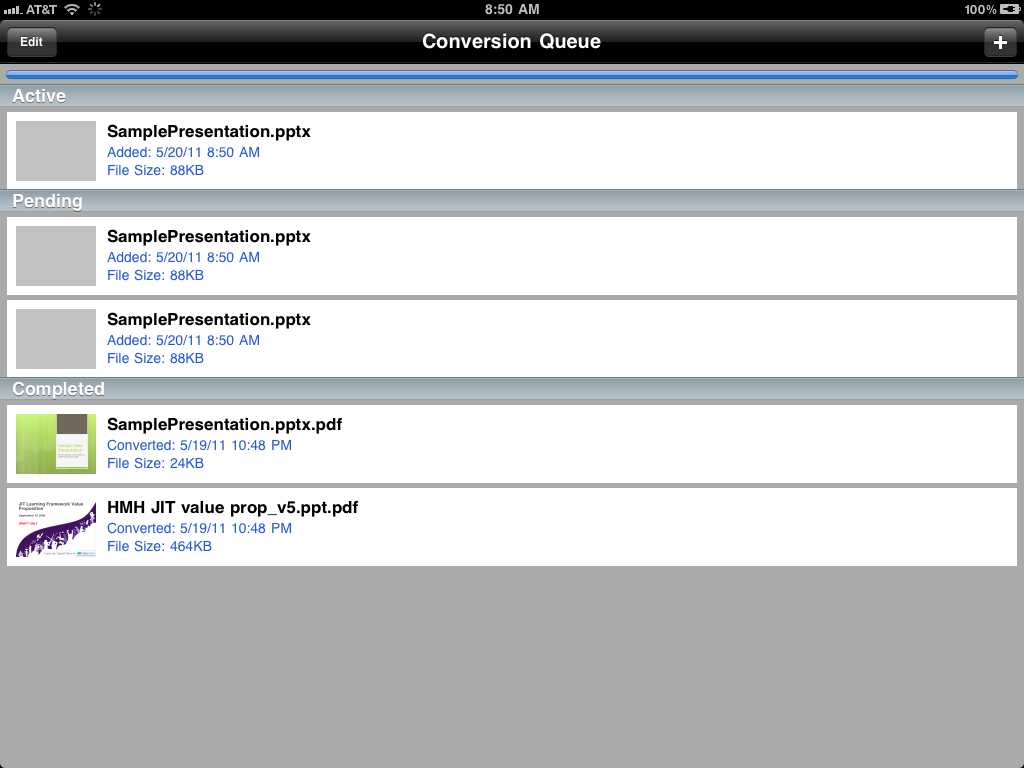 AT&T 8:50 AM 100%
Edit Conversion Queue +
Active
SamplePresentation.pptx
Added: 5/20/11 8:50 AM
File Size: 88KB
Pending
SamplePresentation.pptx
Added: 5/20/11 8:50 AM
File Size: 88KB
SamplePresentation.pptx
Added: 5/20/11 8:50 AM
File Size: 88KB
Completed
SamplePresentation.pptx.pdf
Converted: 5/19/11 10:48 PM
File Size: 24KB
JIT Learning Framework Value
Proposition
DRAFT ONLY
HMH JIT value prop_v5.ppt.pdf
Converted: 5/19/11 10:48 PM
File Size: 464KB